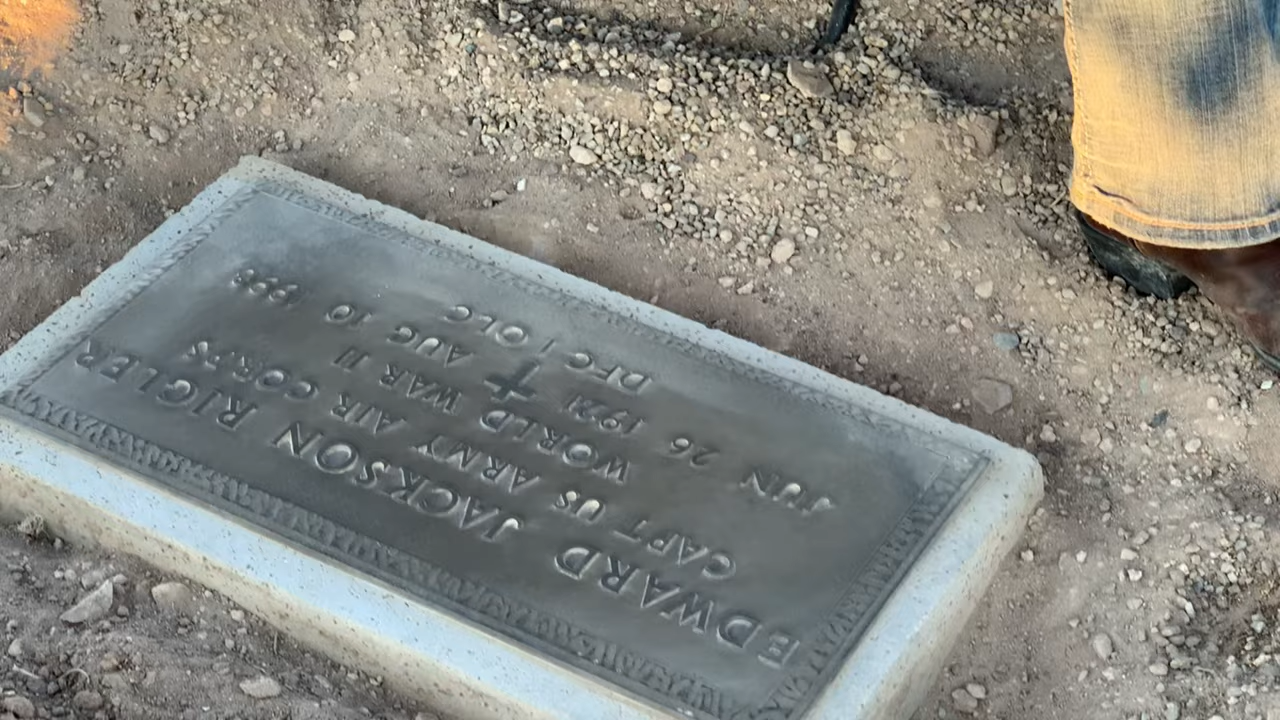 EDWARD JACKSON RIGLER
CAPT US ARMY AIR CORPS
WORLD WAR II
JUN 26 1921 ✝ AUG 10 1998
DFC 1 OLC